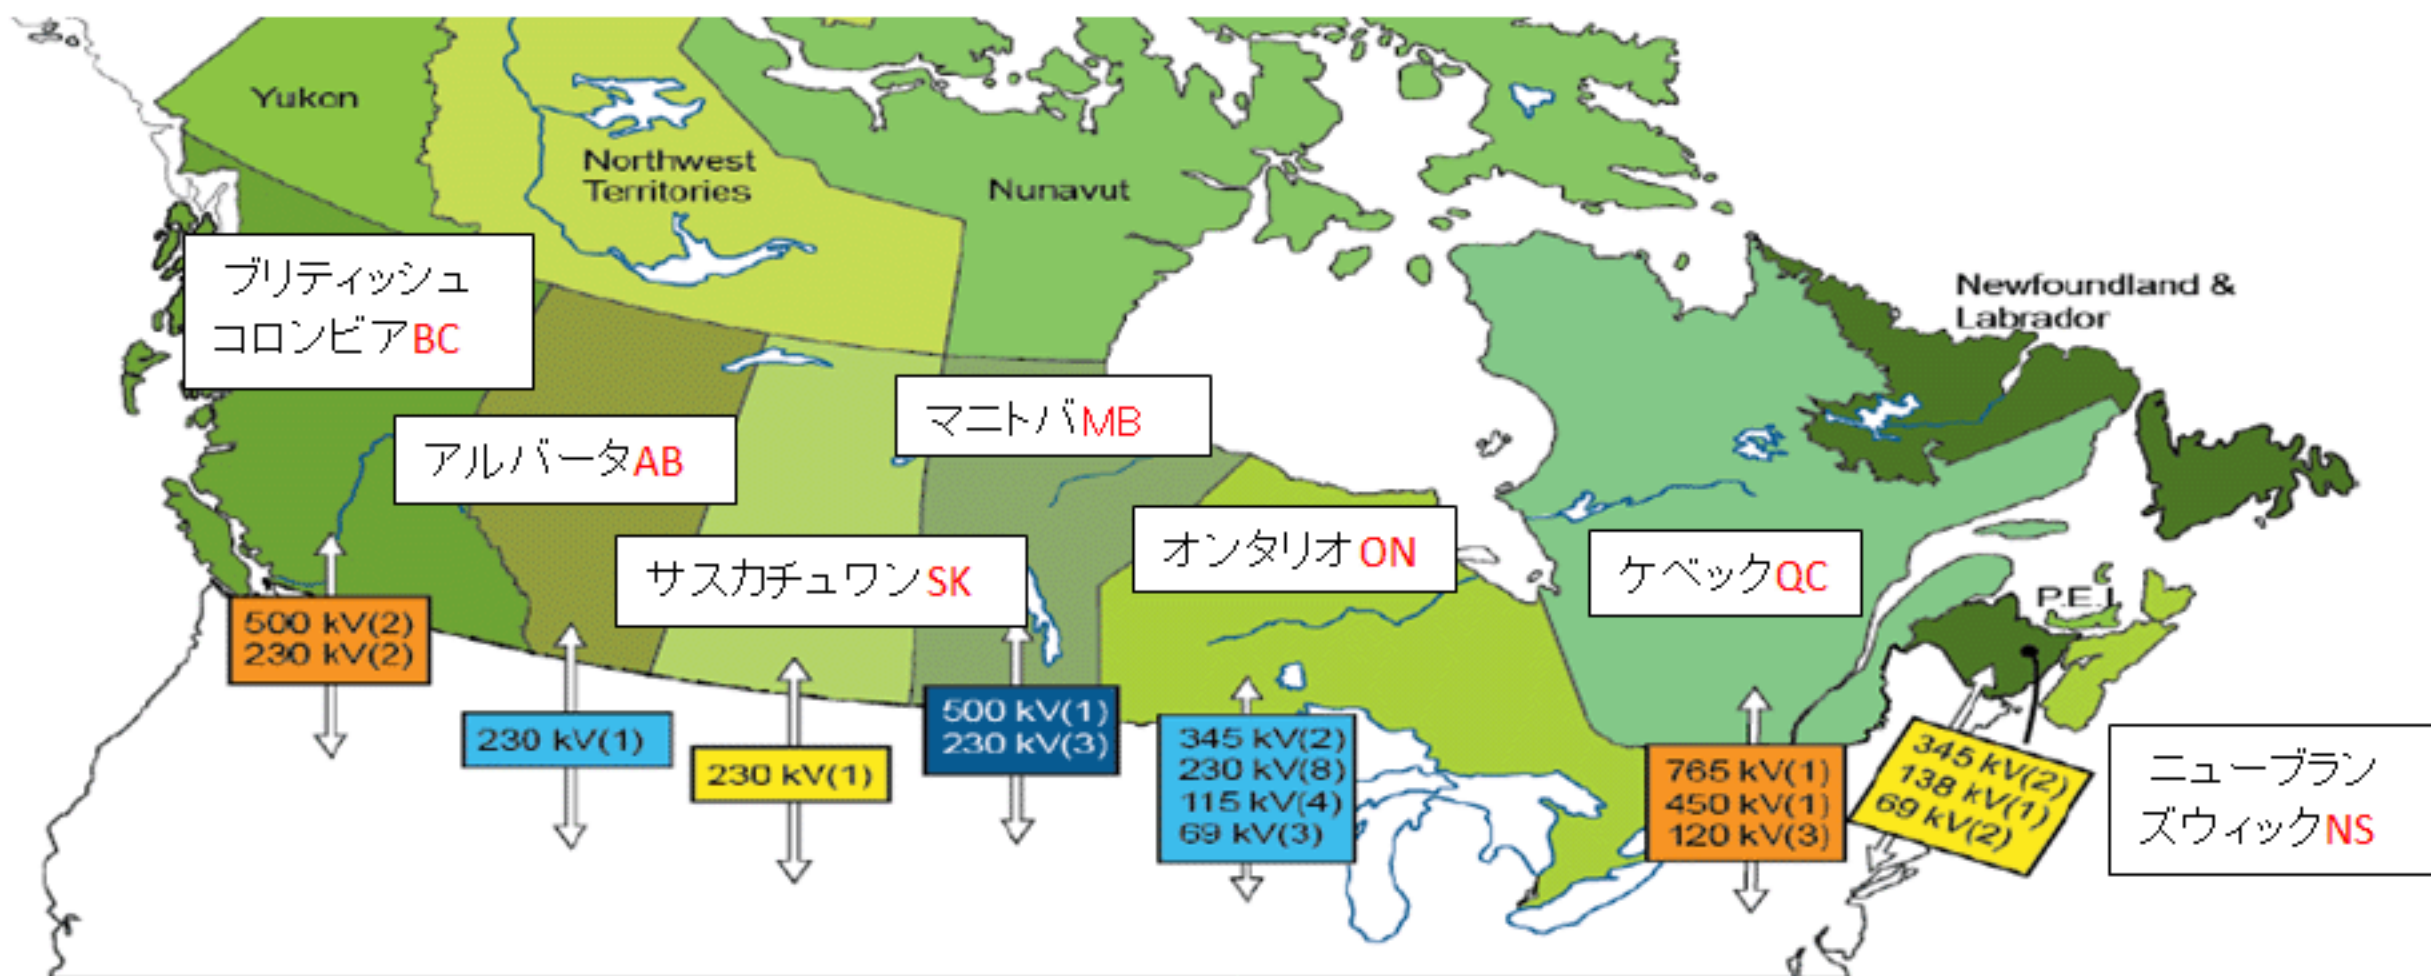 Yukon
Northwest
Territories
Nunavut
ブリティッシュ
コロンビアBC
Newfoundland &
Labrador
マニトバMB
アルバータAB
オンタリオON
サスカチュワンSK
ケベックQC
P.E.I.
500 kV(2)
230 kV(2)
230 kV(1)
230 kV(1)
500 kV(1)
230 kV(3)
345 kV(2)
230 kV(8)
115 kV(4)
69 kV(3)
765 kV(1)
450 kV(1)
120 kV(3)
345 kV(2)
138 kV(1)
69 kV(2)
ニューブラン
ズウィックNS